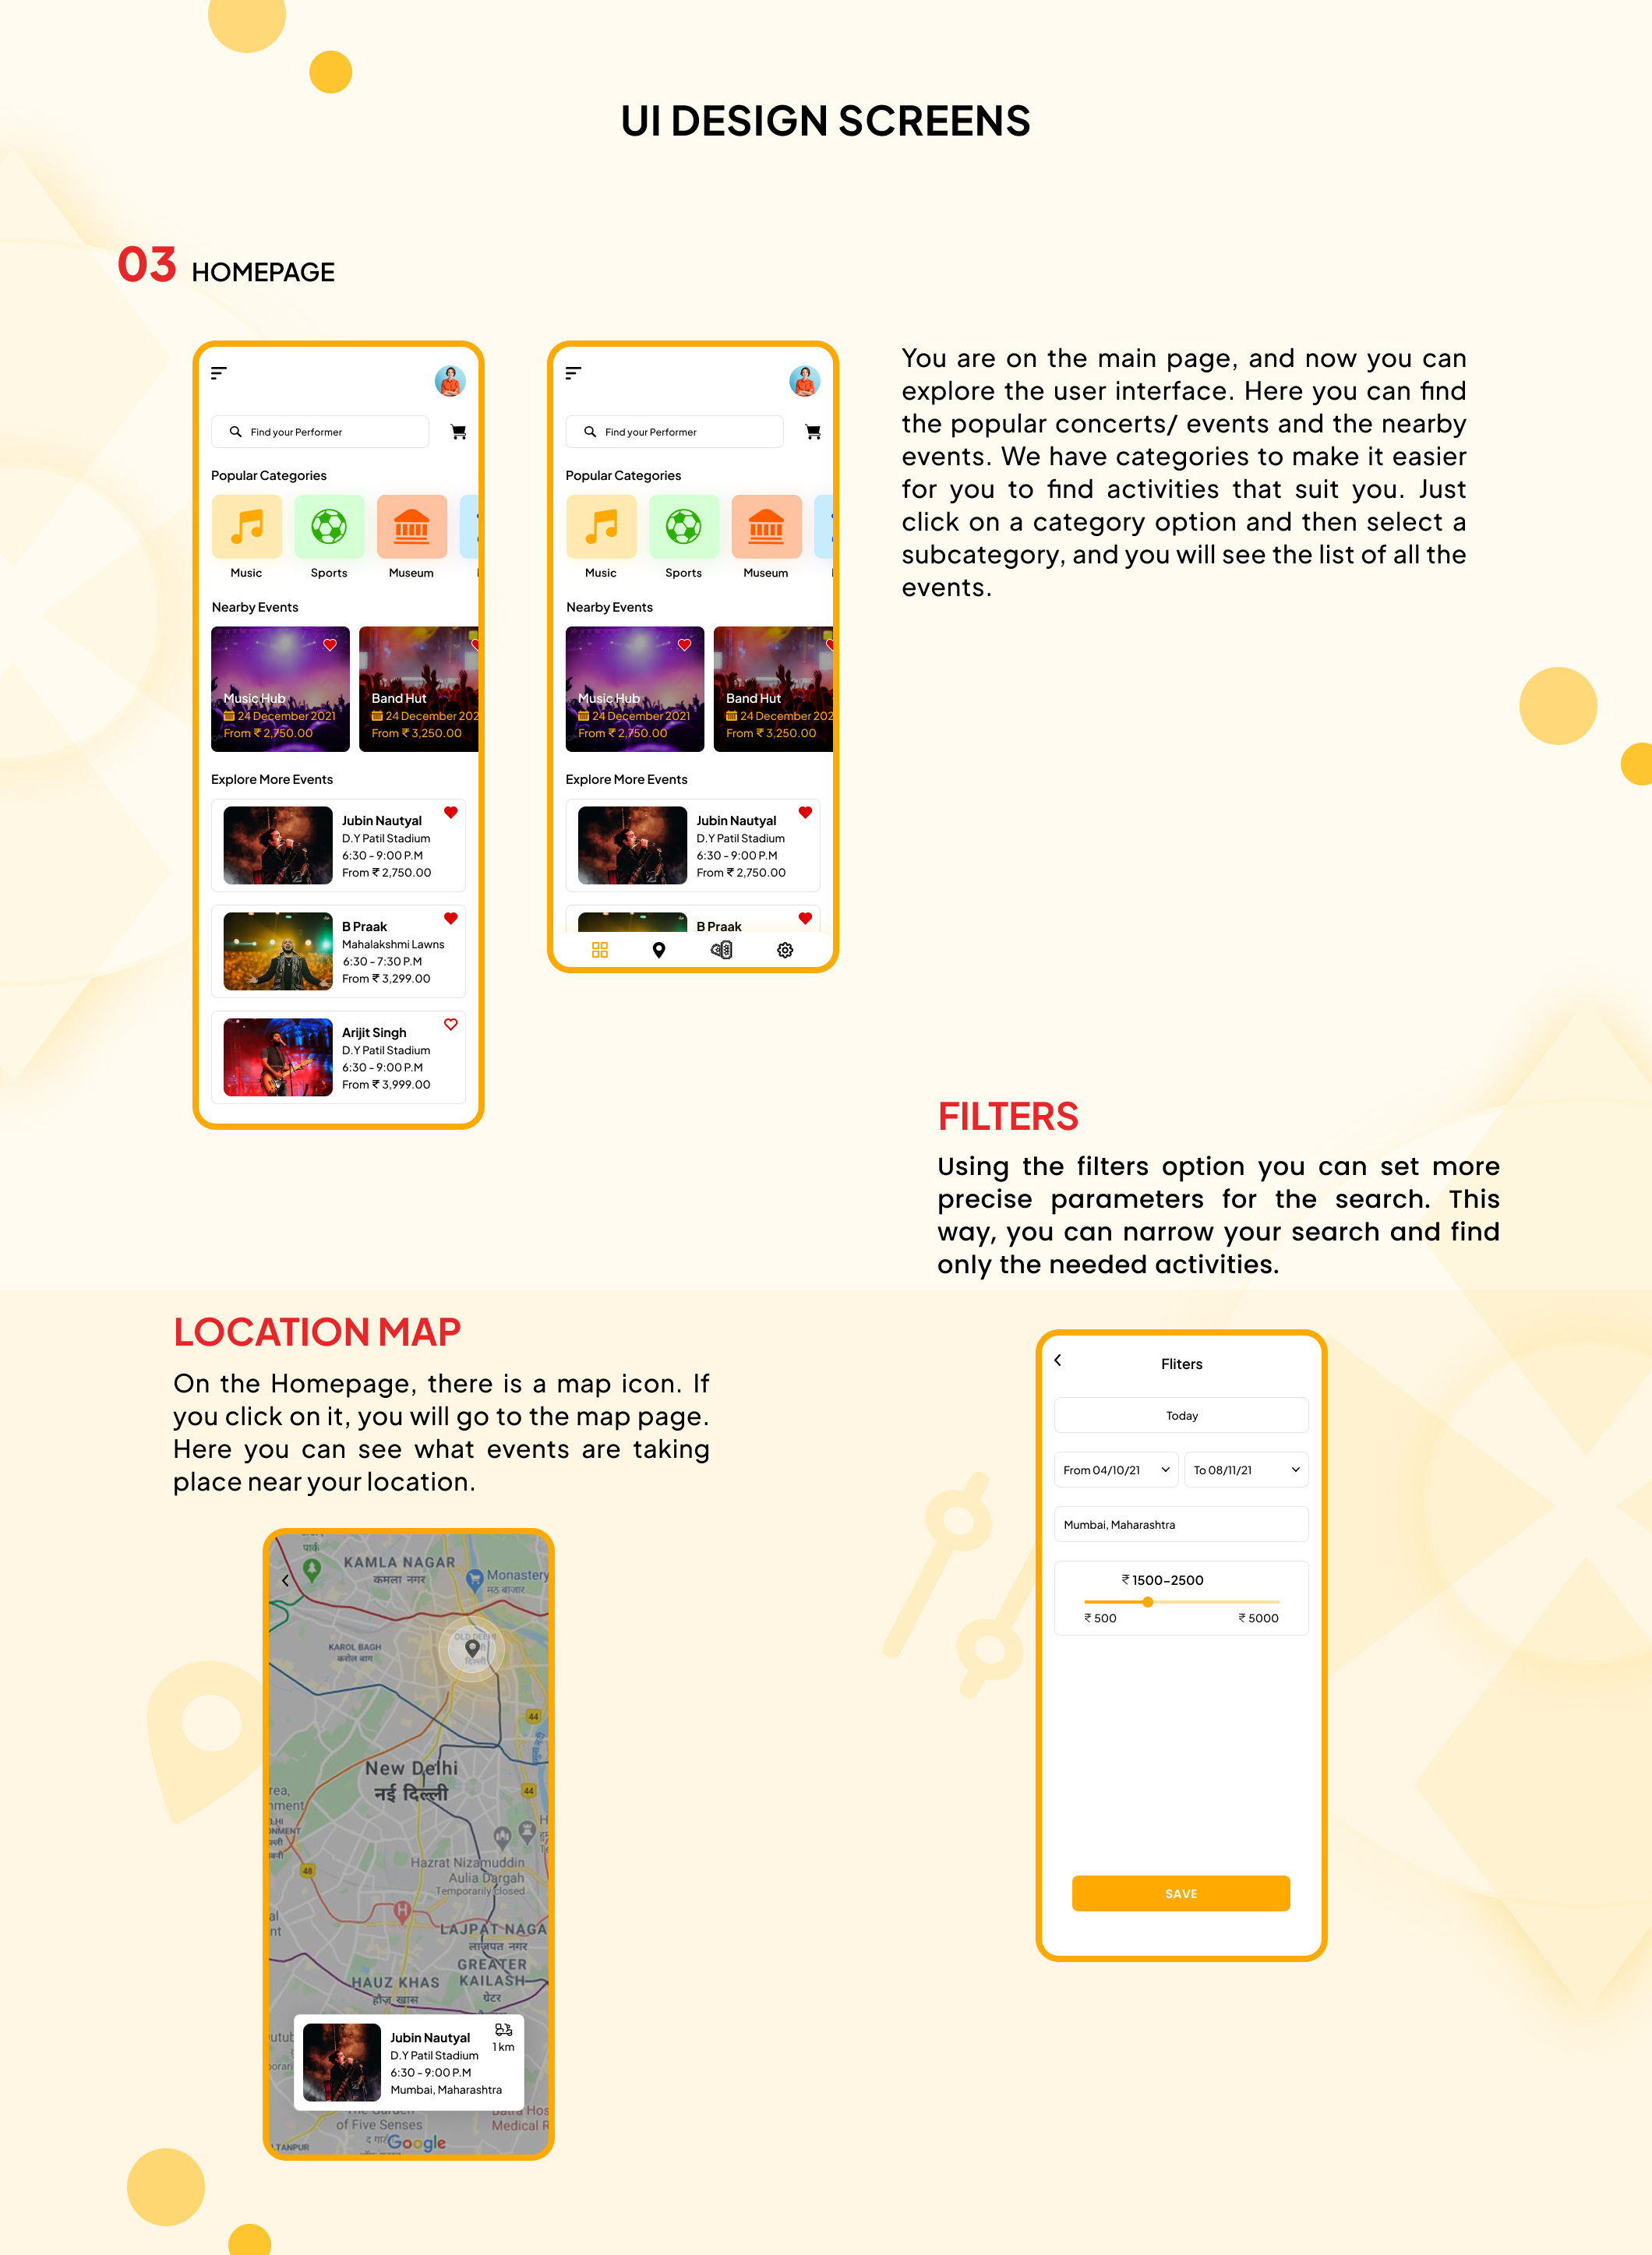 UI DESIGN SCREENS
03 HOMEPAGE
Find your Performer
Popular Categories
Music Sports Museum
Nearby Events
Music Hub
24 December 2021
From ₹ 2,750.00
Band Hut
24 December 202
From ₹ 3,250.00
Explore More Events
Jubin Nautyal
D.Y Patil Stadium
6:30 - 9:00 P.M
From ₹ 2,750.00
B Praak
Mahalakshmi Lawns
6:30 - 7:30 P.M
From ₹ 3,299.00
Arijit Singh
D.Y Patil Stadium
6:30 - 9:00 P.M
From ₹ 3,999.00
Find your Performer
Popular Categories
Music Sports Museum
Nearby Events
Music Hub
24 December 2021
From ₹ 2,750.00
Band Hut
24 December 202
From ₹ 3,250.00
Explore More Events
Jubin Nautyal
D.Y Patil Stadium
6:30 - 9:00 P.M
From ₹ 2,750.00
B Praak
You are on the main page, and now you can
explore the user interface. Here you can find
the popular concerts/ events and the nearby
events. We have categories to make it easier
for you to find activities that suit you. Just
click on a category option and then select a
subcategory, and you will see the list of all the
events.
FILTERS
Using the filters option you can set more
precise parameters for the search. This
way, you can narrow your search and find
only the needed activities.
LOCATION MAP
On the Homepage, there is a map icon. If
you click on it, you will go to the map page.
Here you can see what events are taking
place near your location.
पार्क
KAMLA NAGAR
कमला नगर
Monastery
मठ बाजार
KAROL BAGH
करोल बाग
OLD DELHI
दिल्ली
44
New Delhi
नई दिल्ली
44
48
Hazrat Nizamuddin
Aulia Dargah
Temporarily closed
H
LAJPAT NAGA
लाजपत नगर
GREATER
KAILASH
ग्रेटर
HAUZ KHAS
हौज़ खास
Jubin Nautyal
D.Y Patil Stadium
6:30 - 9:00 P.M
Mumbai, Maharashtra
1 km
The Garden
of Five Senses
Batra Hos
Medical R
Google
TANPUR
Fliters
Today
From 04/10/21
To 08/11/21
Mumbai, Maharashtra
₹ 1500-2500
₹ 500
₹ 5000
SAVE